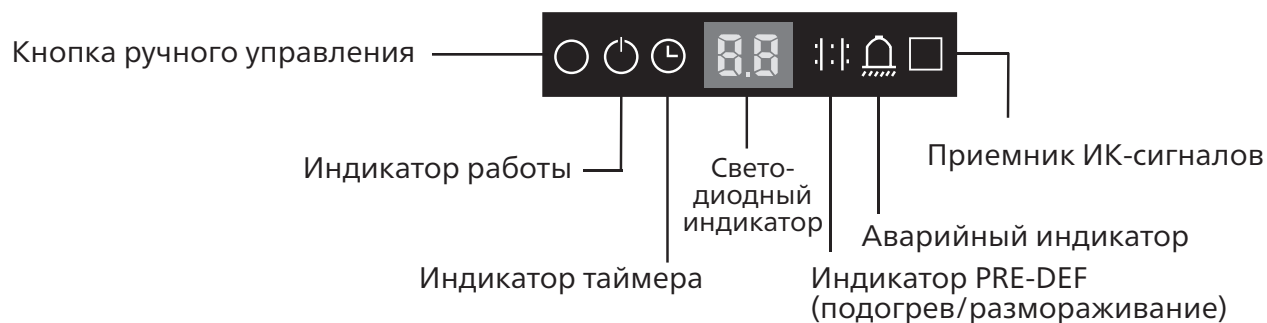 Кнопка ручного управления
8.8
Приемник ИК-сигналов
Индикатор работы
Свето-
диодный
индикатор
Аварийный индикатор
Индикатор таймера
Индикатор PRE-DEF
(подогрев/размораживание)